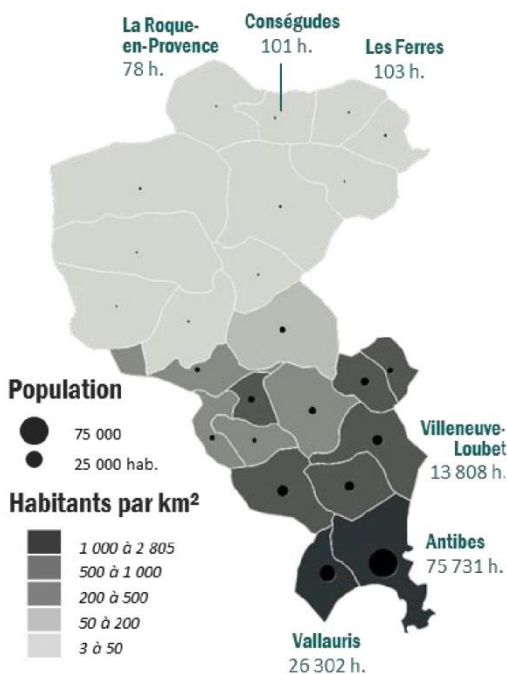 La Roque-
en-Provence
78 h.
Conségudes
101 h.
Les Ferres
103 h.
Population
75 000
25 000 hab.
Habitants par km²
1 000 à 2 805
500 à 1 000
200 à 500
50 à 200
3 à 50
Villeneuve-
Loubet
13 808 h.
Antibes
75 731 h.
Vallauris
26 302 h.